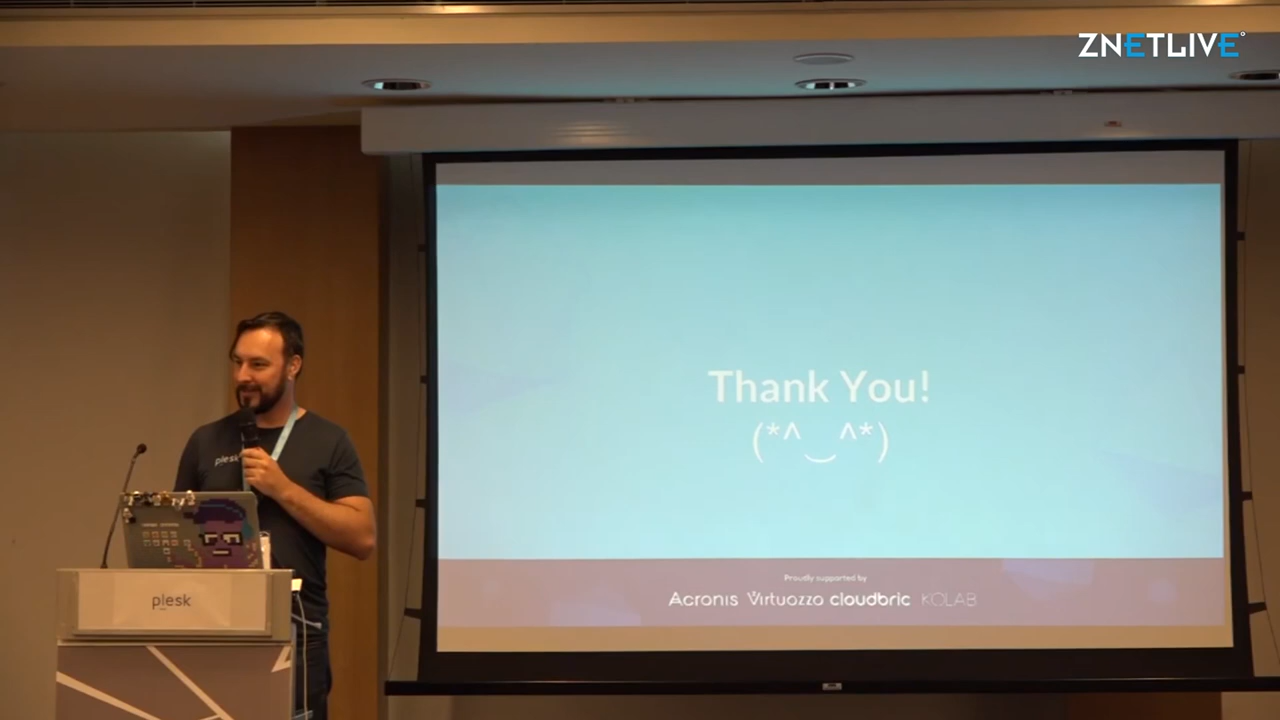 ZNETLIVE
Thank You!
(*^‿^*)
plesk
plesk
Proudly supported by
Acronis Virtuozzo cloudbric KOLAB